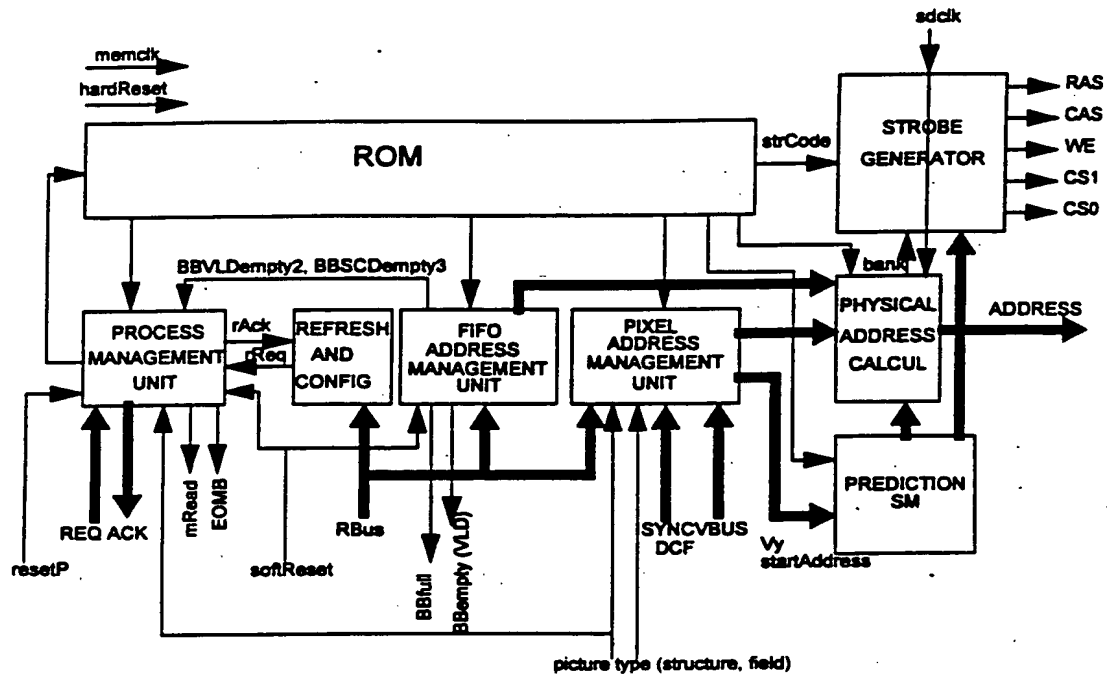 sdclk
memclk
hardReset
ROM
strCode
STROBE
GENERATOR
RAS
CAS
WE
CS1
CS0
BBVLDempty2, BBSCDempty3
bank
PROCESS
MANAGEMENT
UNIT
rAck
rReq
REFRESH
AND
CONFIG
FIFO
ADDRESS
MANAGEMENT
UNIT
PIXEL
ADDRESS
MANAGEMENT
UNIT
PHYSICAL
ADDRESS
CALCUL
ADDRESS
PREDICTION
SM
REQ ACK
mRead
EOMB
RBus
BBfull
BBempty (VLD)
SYNCVBUS
DCF
Vy
startAddress
resetP
softReset
picture type (structure, field)